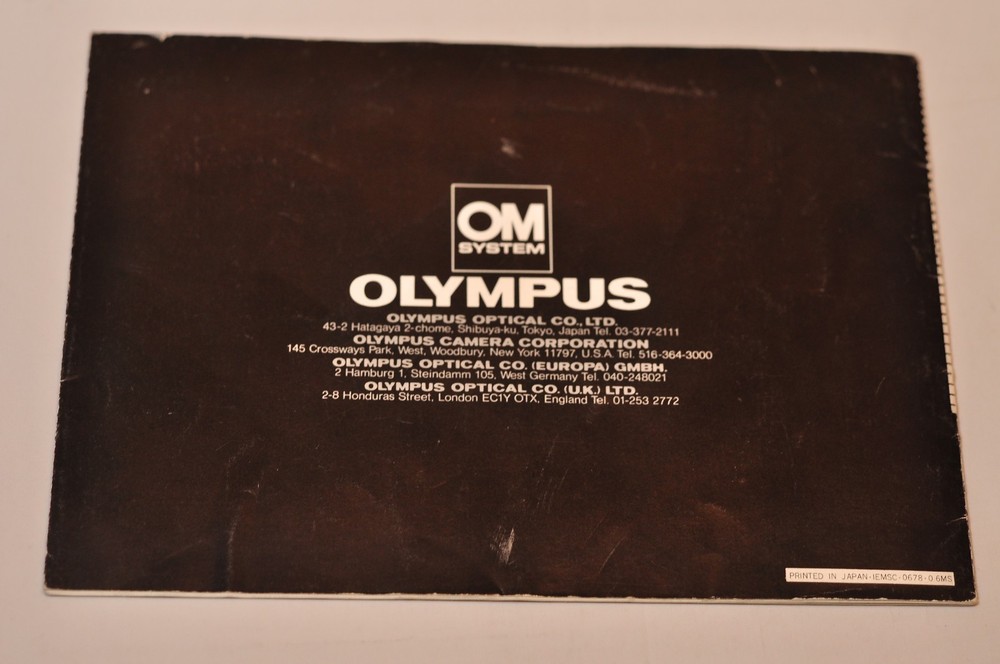 OM
SYSTEM
OLYMPUS
OLYMPUS OPTICAL CO., LTD.
43-2 Hatagaya 2-chome, Shibuya-ku, Tokyo, Japan Tel. 03-377-2111
OLYMPUS CAMERA CORPORATION
145 Crossways Park, West, Woodbury, New York 11797, U.S.A. Tel. 516-364-3000
OLYMPUS OPTICAL CO. (EUROPA) GMBH.
2 Hamburg 1, Steindamm 105, West Germany Tel. 040-248021
OLYMPUS OPTICAL CO. (U.K.) LTD.
2-8 Honduras Street, London EC1Y OTX, England Tel. 01-253 2772
PRINTED IN JAPAN·IEMSC·0678·0.6MS